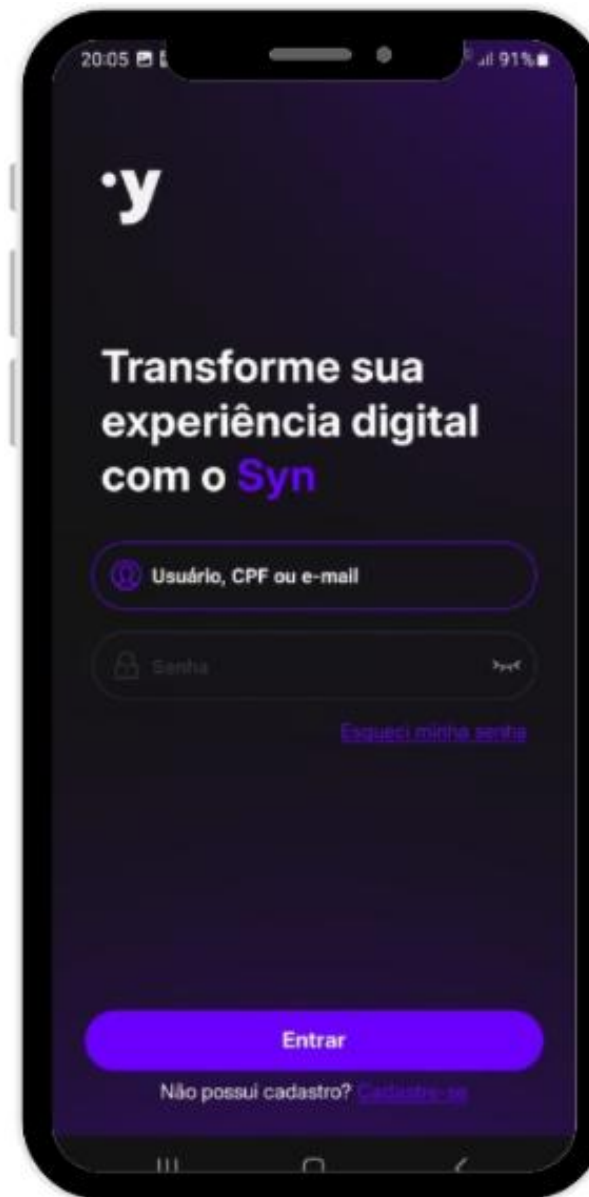 20:05 91%
·y
Transforme sua
experiência digital
com o Syn
Usuário, CPF ou e-mail
Senha
Esqueci minha senha
Entrar
Não possui cadastro? Cadastre-se